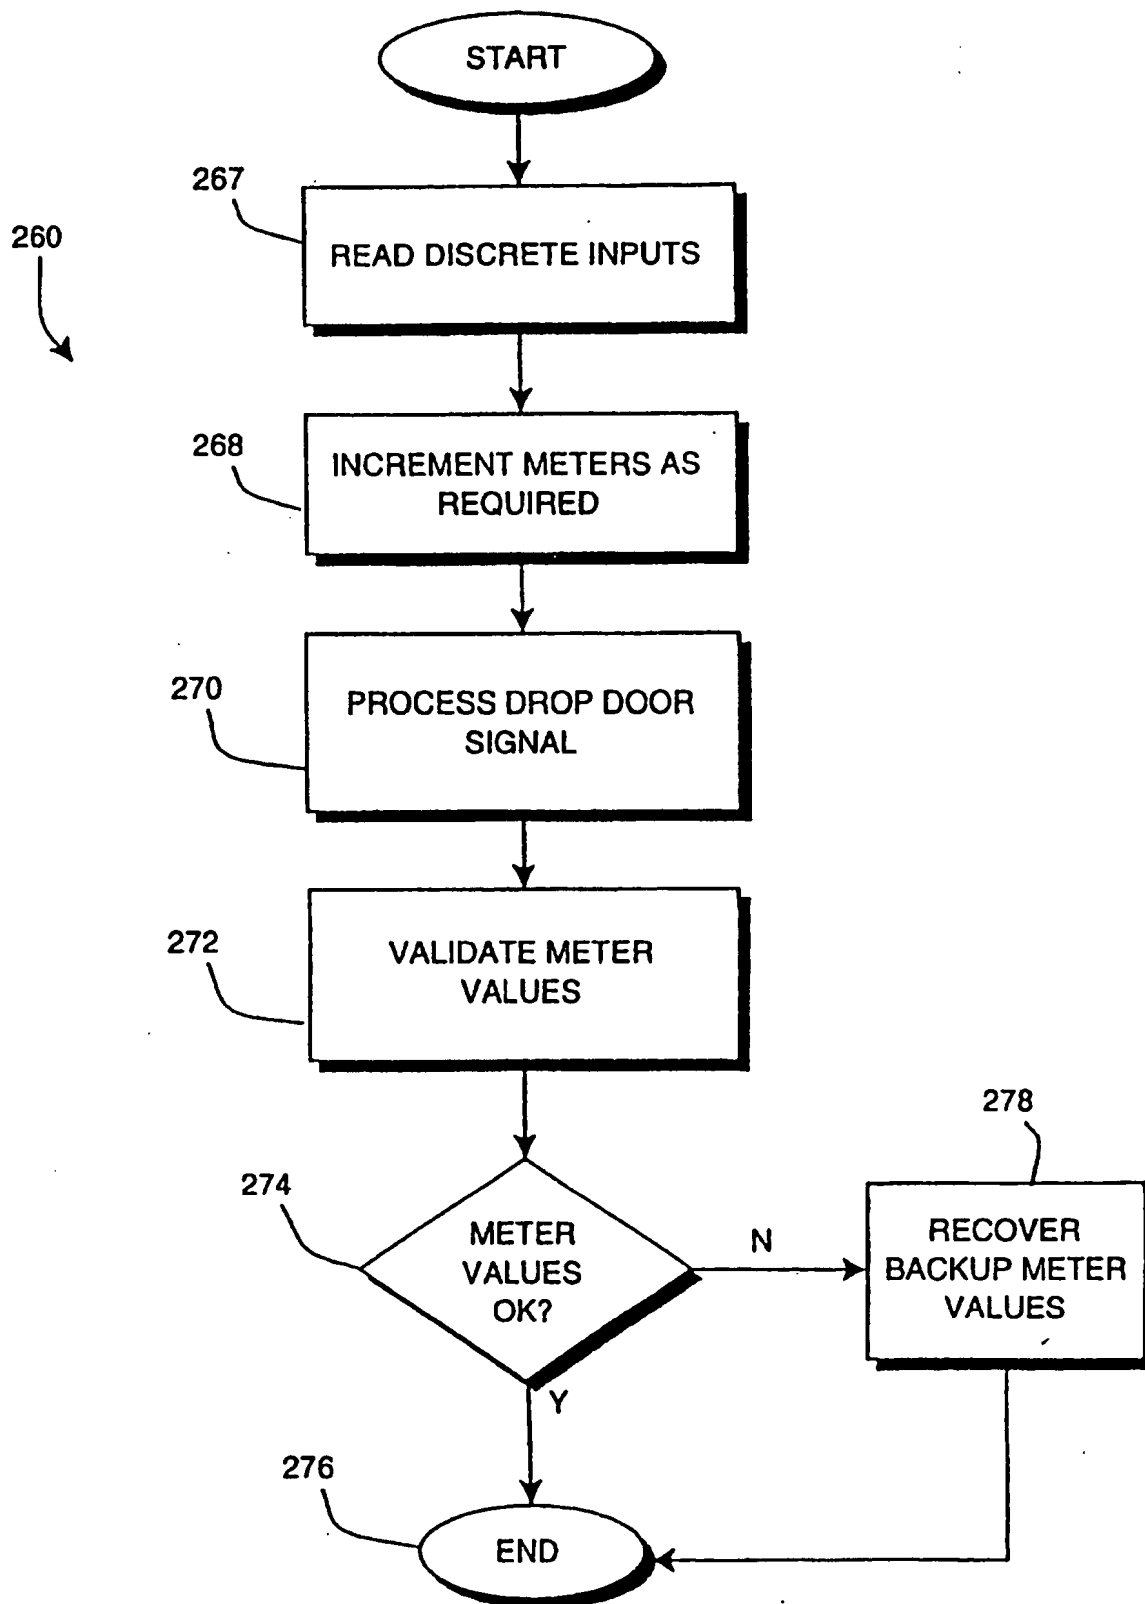 START
267
READ DISCRETE INPUTS
260
268
INCREMENT METERS AS
REQUIRED
270
PROCESS DROP DOOR
SIGNAL
272
VALIDATE METER
VALUES
278
274
METER
VALUES
OK?
N
RECOVER
BACKUP METER
VALUES
Y
276
END